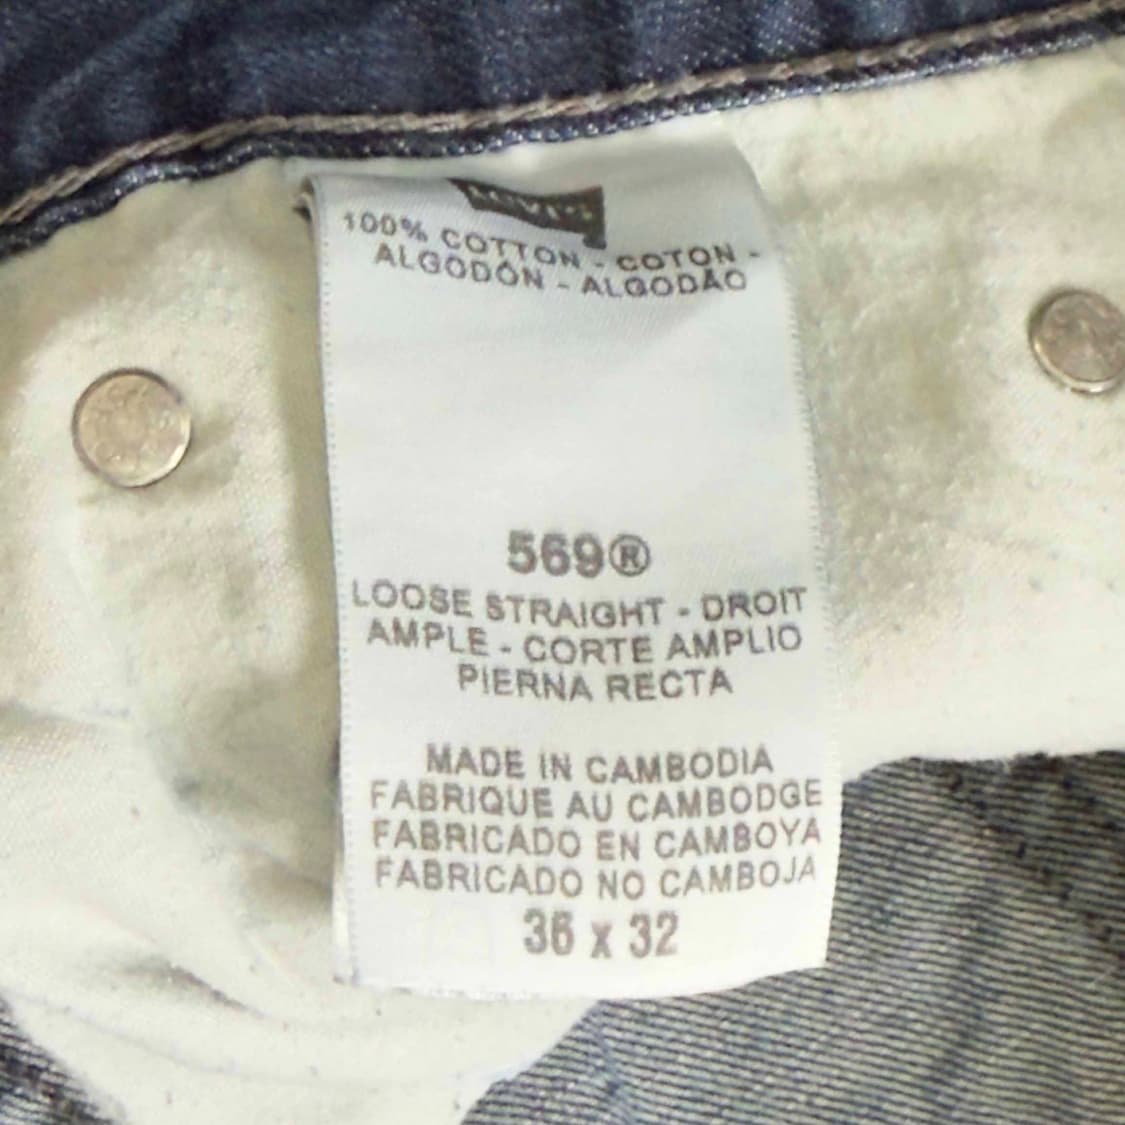 Levi's
100% COTTON - COTON -
ALGODÓN - ALGODÃO
569®
LOOSE STRAIGHT - DROIT
AMPLE - CORTE AMPLIO
PIERNA RECTA
MADE IN CAMBODIA
FABRIQUE AU CAMBODGE
FABRICADO EN CAMBOYA
FABRICADO NO CAMBOJA
36 x 32